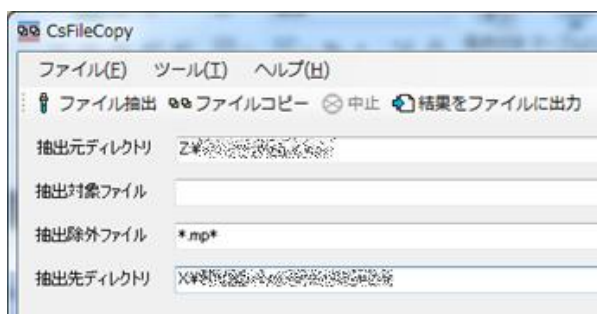 CsFileCopy
ファイル(F) ツール(T) ヘルプ(H)
ファイル抽出 ファイルコピー 中止 結果をファイルに出力
抽出元ディレクトリ Z¥
抽出対象ファイル
抽出除外ファイル *.mp*
抽出先ディレクトリ X¥